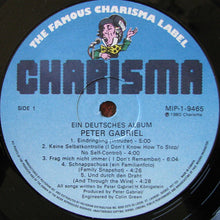 THE FAMOUS CHARISMA LABEL
CHARISMA
SIDE 1
MIP-1-9465
℗ 1980 Charisma
EIN DEUTSCHES ALBUM
PETER GABRIEL
1. Eindringling (Intruder) - 5:00
2. Keine Selbstkontrolle (I Don't Know How To Stop/
No Self-Control) - 4:00
3. Frag mich nicht immer (I Don't Remember) - 6:04
4. Schnappschuss (ein Familienfoto)
(Family Snapshot) - 4:26
5. Und durch den Draht
(And Through the Wire) - 4:28
All songs written by Peter Gabriel/H. Königstein
Produced by Peter Gabriel
Engineered by Colin Green